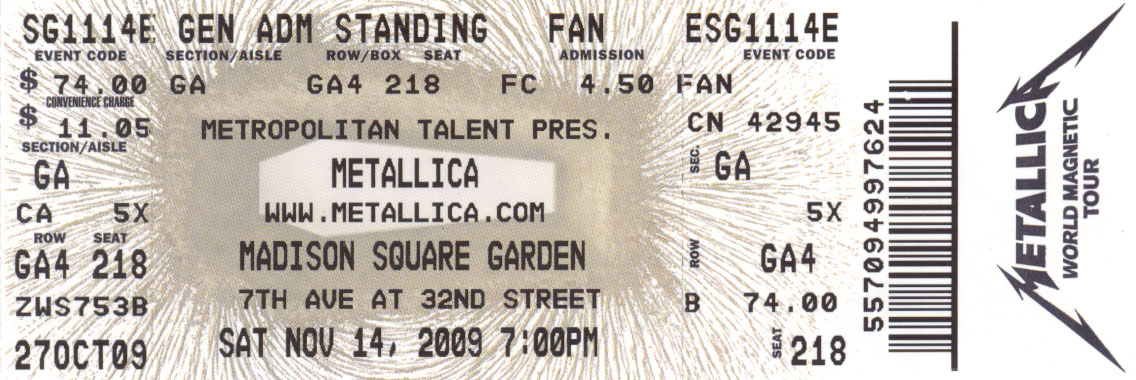 SG1114E GEN ADM STANDING FAN ESG1114E
EVENT CODE SECTION/AISLE ROW/BOX SEAT ADMISSION EVENT CODE
$ 74.00 GA GA4 218 FC 4.50 FAN
CONVENIENCE CHARGE
$ 11.05 METROPOLITAN TALENT PRES. CN 42945
SECTION/AISLE
GA METALLICA SEC. GA
CA 5X WWW.METALLICA.COM 5X
ROW SEAT
GA4 218 MADISON SQUARE GARDEN ROW GA4
ZWS753B 7TH AVE AT 32ND STREET B 74.00
27OCT09 SAT NOV 14, 2009 7:00PM SEAT 218
5570949497624
METALLICA
WORLD MAGNETIC
TOUR